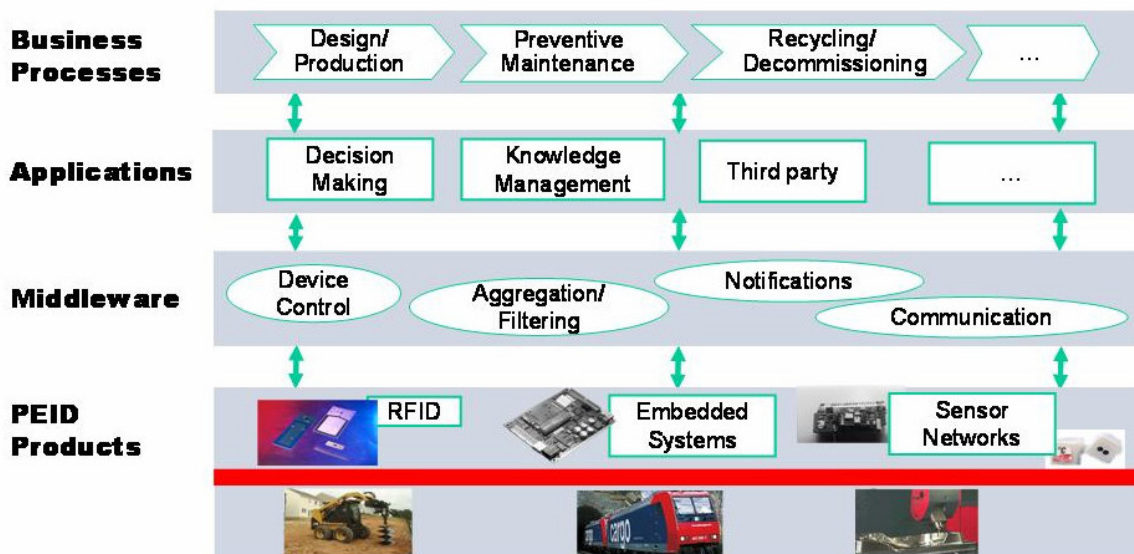 Business
Processes
Design/
Production
Preventive
Maintenance
Recycling/
Decommissioning
...
Applications
Decision
Making
Knowledge
Management
Third party
...
Middleware
Device
Control
Aggregation/
Filtering
Notifications
Communication
PEID
Products
RFID
Embedded
Systems
Sensor
Networks
cargo
cargo